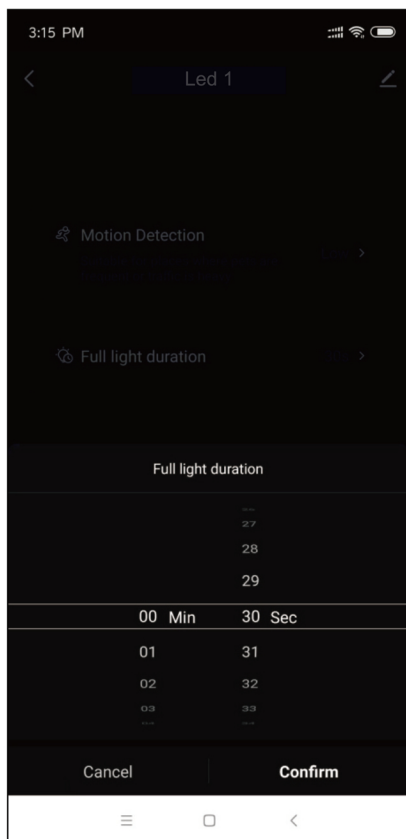 3:15 PM
Led 1
Motion Detection
Full light duration
Full light duration
27
28
29
00 Min 30 Sec
01 31
02 32
03 33
Cancel Confirm